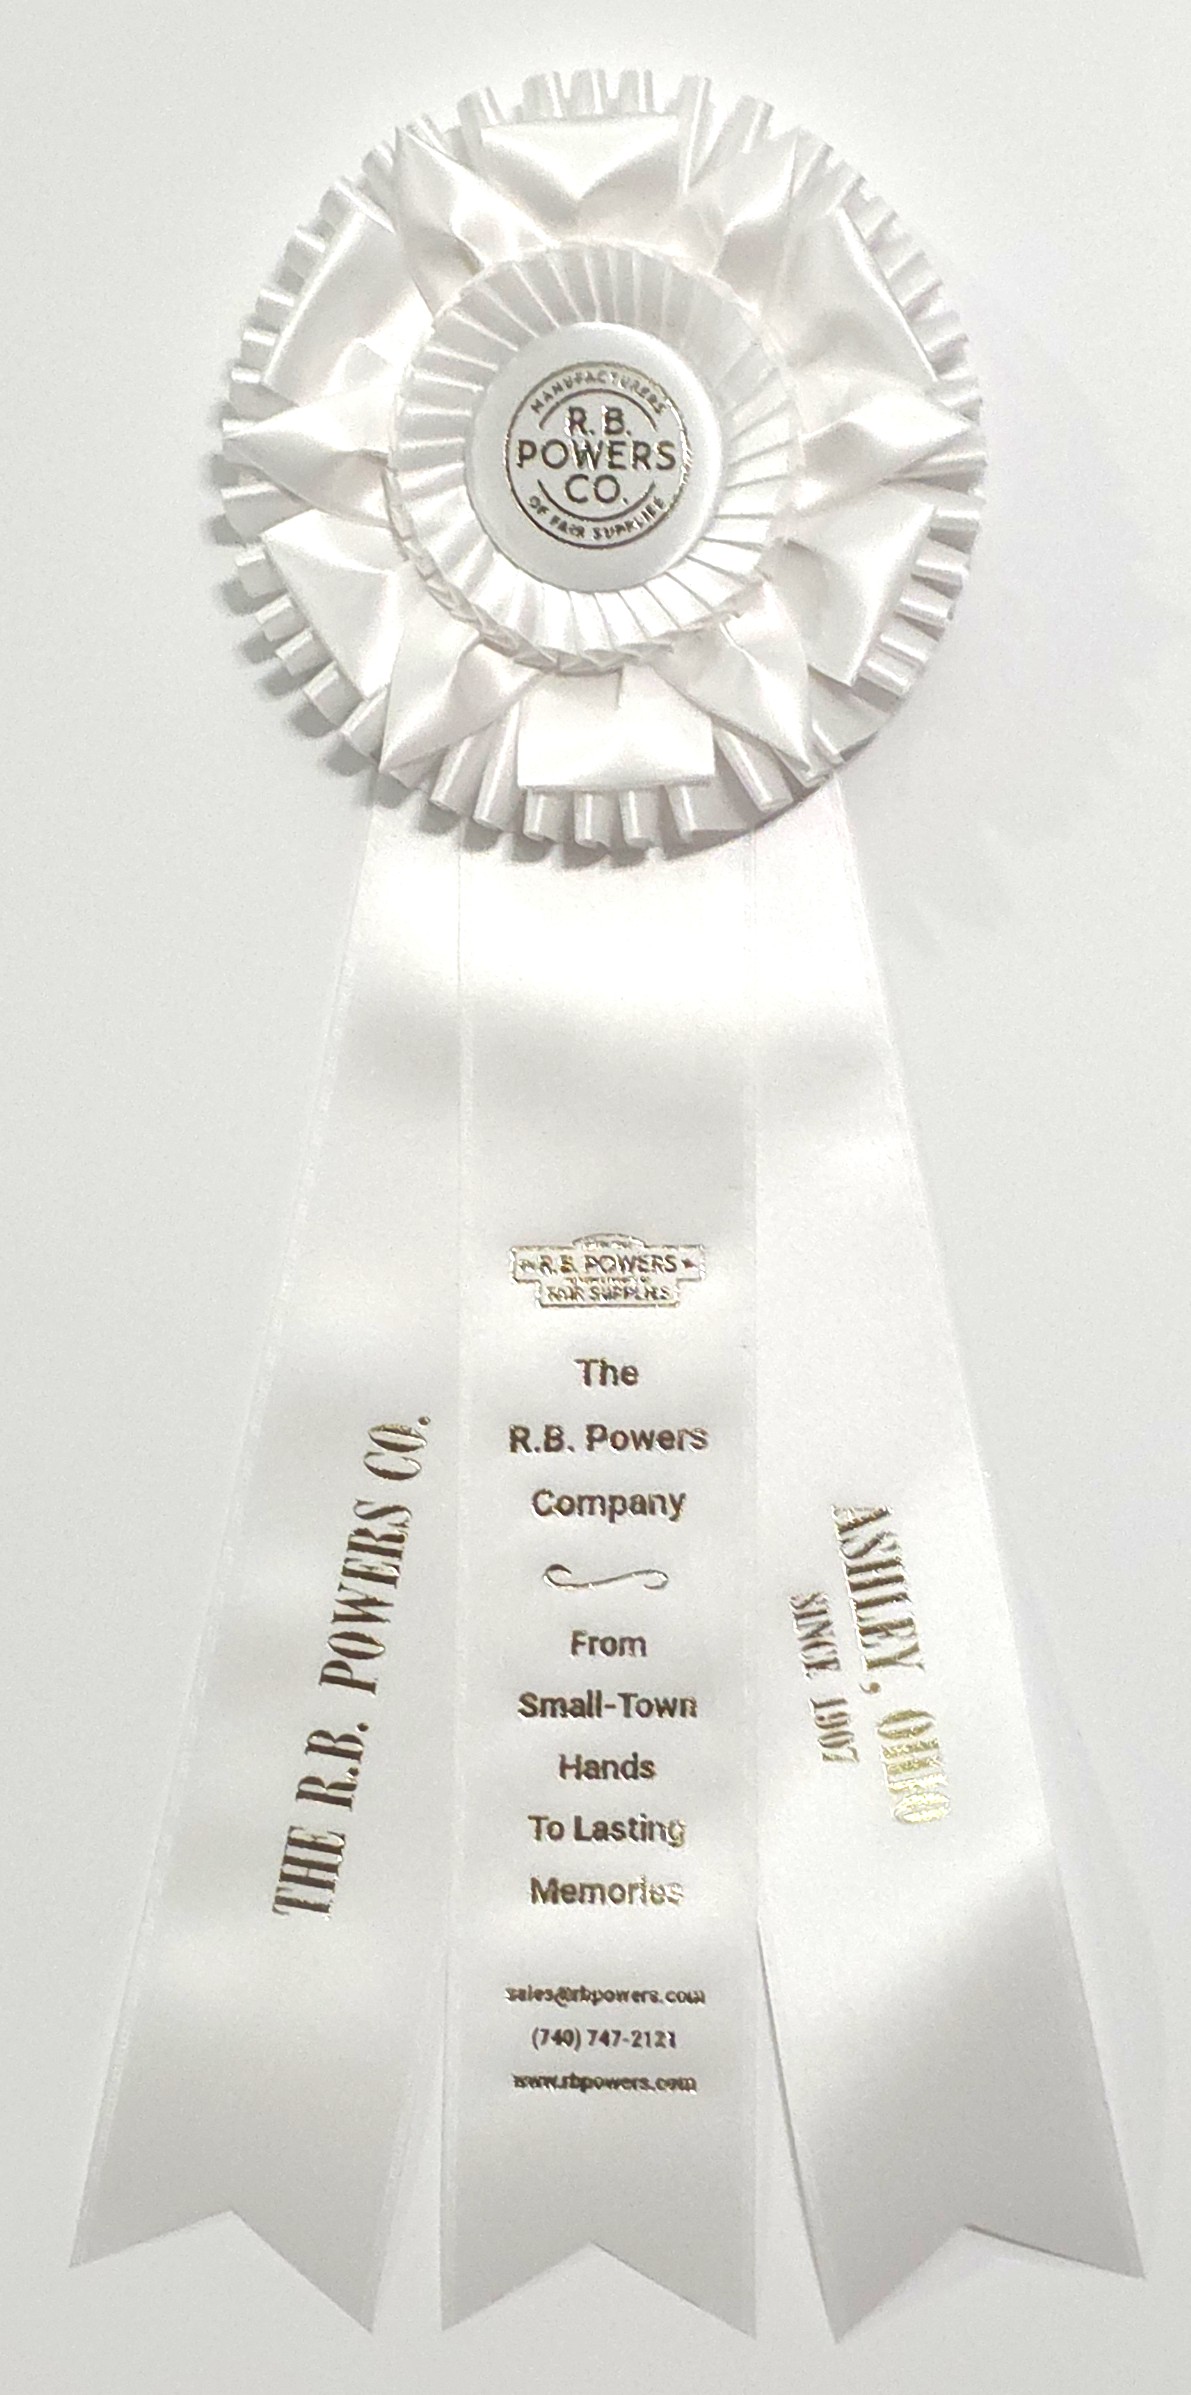 MANUFACTURERS
R. B.
POWERS
CO.
OF FAIR SUPPLIES
R.B. POWERS
FAIR SUPPLIES
The
R.B. Powers
Company
From
Small-Town
Hands
To Lasting
Memories
sales@rbpowers.com
(740) 747-2121
www.rbpowers.com
THE R.B. POWERS CO.
ASHLEY, OHIO
SINCE 1907